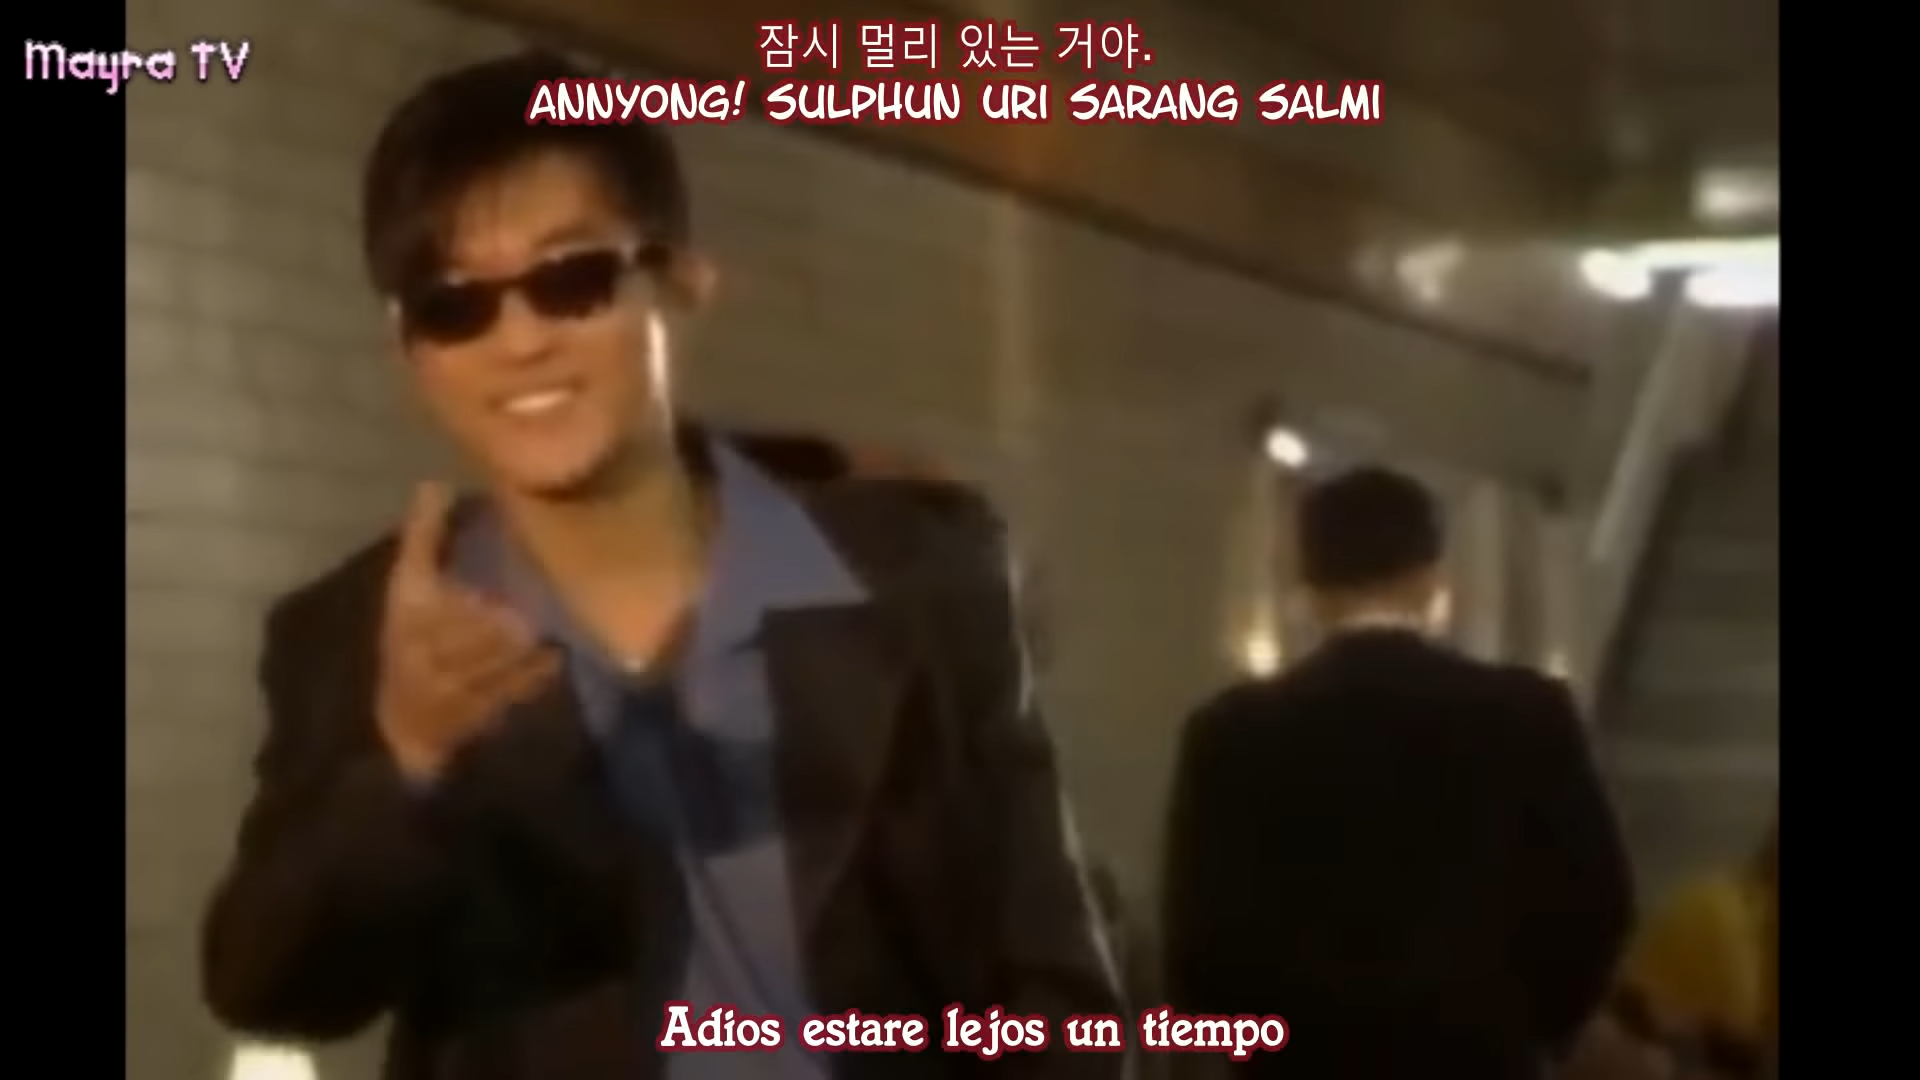 Mayra TV
잠시 멀리 있는 거야.
ANNYONG! SULPHUN URI SARANG SALMI
Adios estare lejos un tiempo